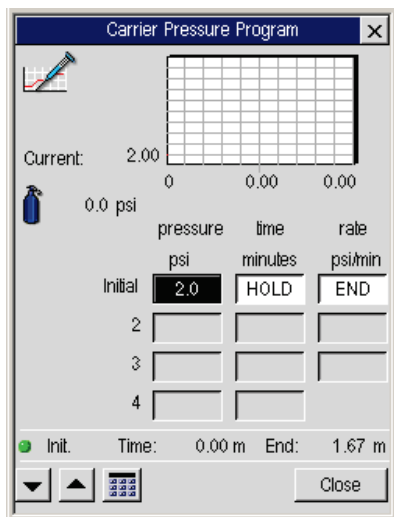 Carrier Pressure Program
Current: 2.00
0 0.00 0.00
0.0 psi
pressure time rate
psi minutes psi/min
Initial 2.0 HOLD END
2
3
4
Init. Time: 0.00 m End: 1.67 m
Close